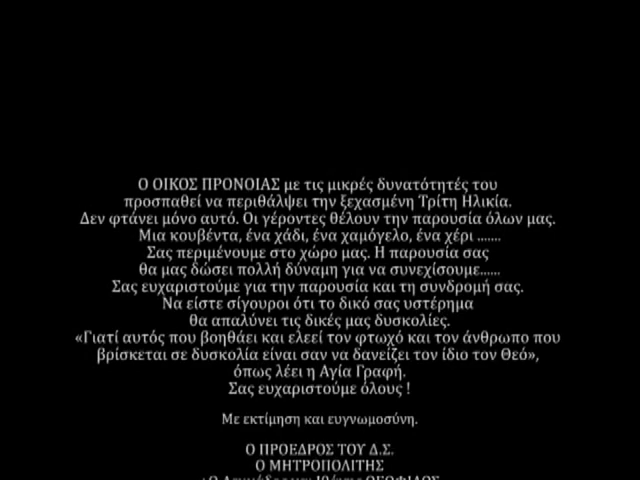 Ο ΟΙΚΟΣ ΠΡΟΝΟΙΑΣ με τις μικρές δυνατότητές του
προσπαθεί να περιθάλψει την ξεχασμένη Τρίτη Ηλικία.
Δεν φτάνει μόνο αυτό. Οι γέροντες θέλουν την παρουσία όλων μας.
Μια κουβέντα, ένα χάδι, ένα χαμόγελο, ένα χέρι .......
Σας περιμένουμε στο χώρο μας. Η παρουσία σας
θα μας δώσει πολλή δύναμη για να συνεχίσουμε......
Σας ευχαριστούμε για την παρουσία και τη συνδρομή σας.
Να είστε σίγουροι ότι το δικό σας υστέρημα
θα απαλύνει τις δικές μας δυσκολίες.
«Γιατί αυτός που βοηθάει και ελεεί τον φτωχό και τον άνθρωπο που
βρίσκεται σε δυσκολία είναι σαν να δανείζει τον ίδιο τον Θεό»,
όπως λέει η Αγία Γραφή.
Σας ευχαριστούμε όλους !
Με εκτίμηση και ευγνωμοσύνη.
Ο ΠΡΟΕΔΡΟΣ ΤΟΥ Δ.Σ.
Ο ΜΗΤΡΟΠΟΛΙΤΗΣ